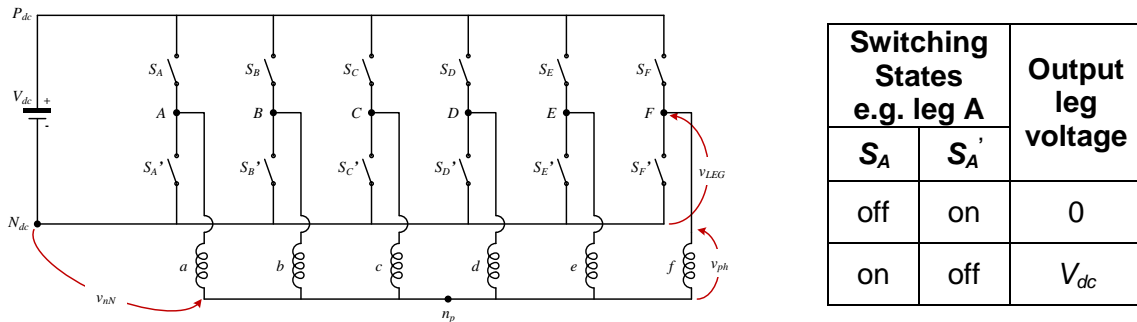 P_dc
S_A S_B S_C S_D S_E S_F
V_dc + -
A B C D E F
S_A' S_B' S_C' S_D' S_E' S_F'
v_LEG
N_dc
a b c d e f
v_ph
v_nN
n_p
Switching
States
e.g. leg A
Output
leg
voltage
S_A S_A'
off on 0
on off V_dc